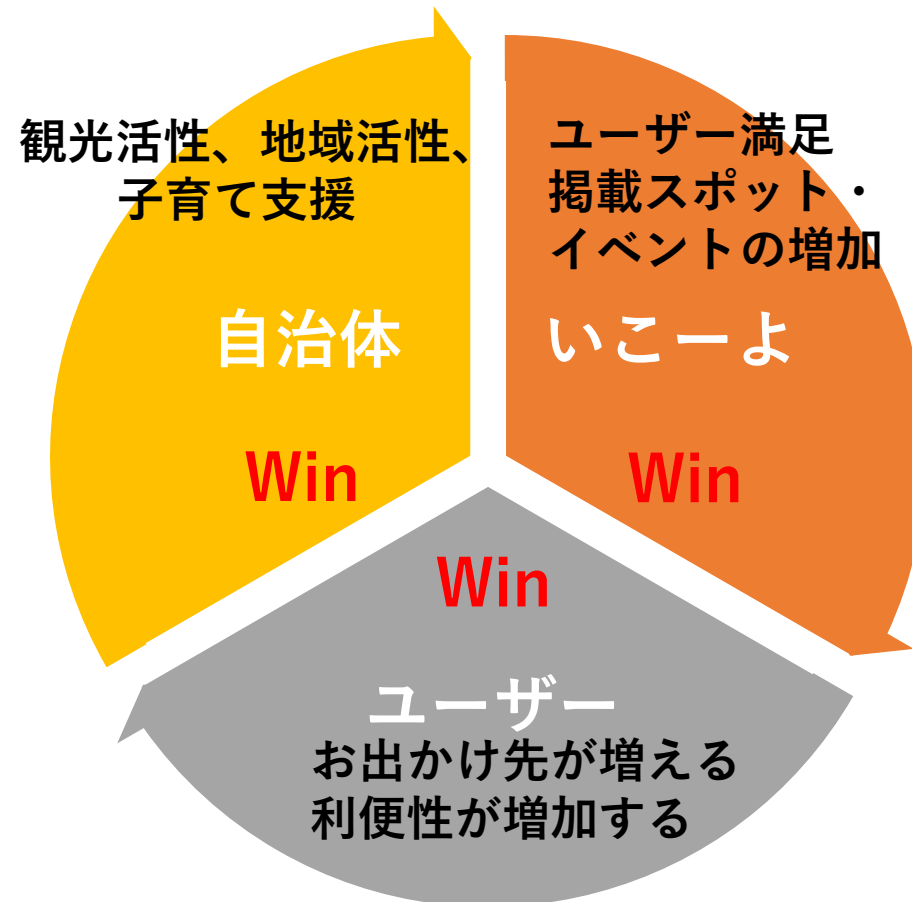 観光活性、地域活性、
子育て支援
自治体
Win
ユーザー満足
掲載スポット・
イベントの増加
いこーよ
Win
Win
ユーザー
お出かけ先が増える
利便性が増加する